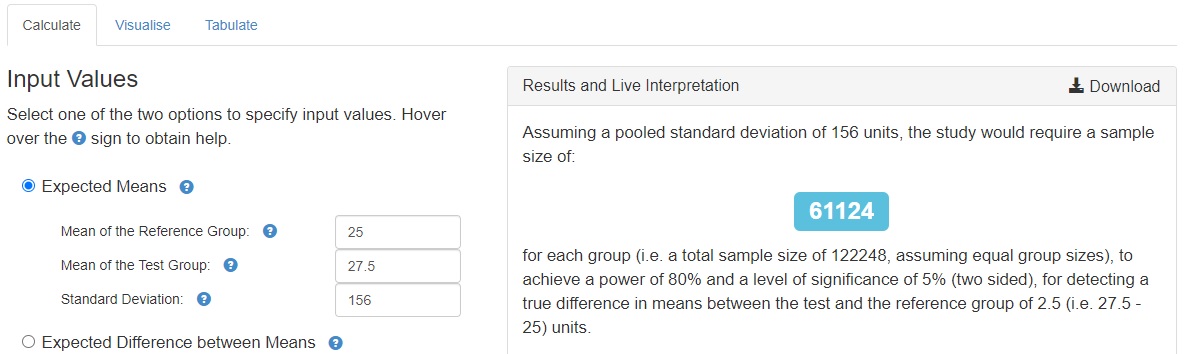 Calculate Visualise Tabulate
Input Values
Select one of the two options to specify input values. Hover
over the ? sign to obtain help.
Expected Means ?
Mean of the Reference Group: ? 25
Mean of the Test Group: ? 27.5
Standard Deviation: ? 156
Expected Difference between Means ?
Results and Live Interpretation Download
Assuming a pooled standard deviation of 156 units, the study would require a sample
size of:
61124
for each group (i.e. a total sample size of 122248, assuming equal group sizes), to
achieve a power of 80% and a level of significance of 5% (two sided), for detecting a
true difference in means between the test and the reference group of 2.5 (i.e. 27.5 -
25) units.